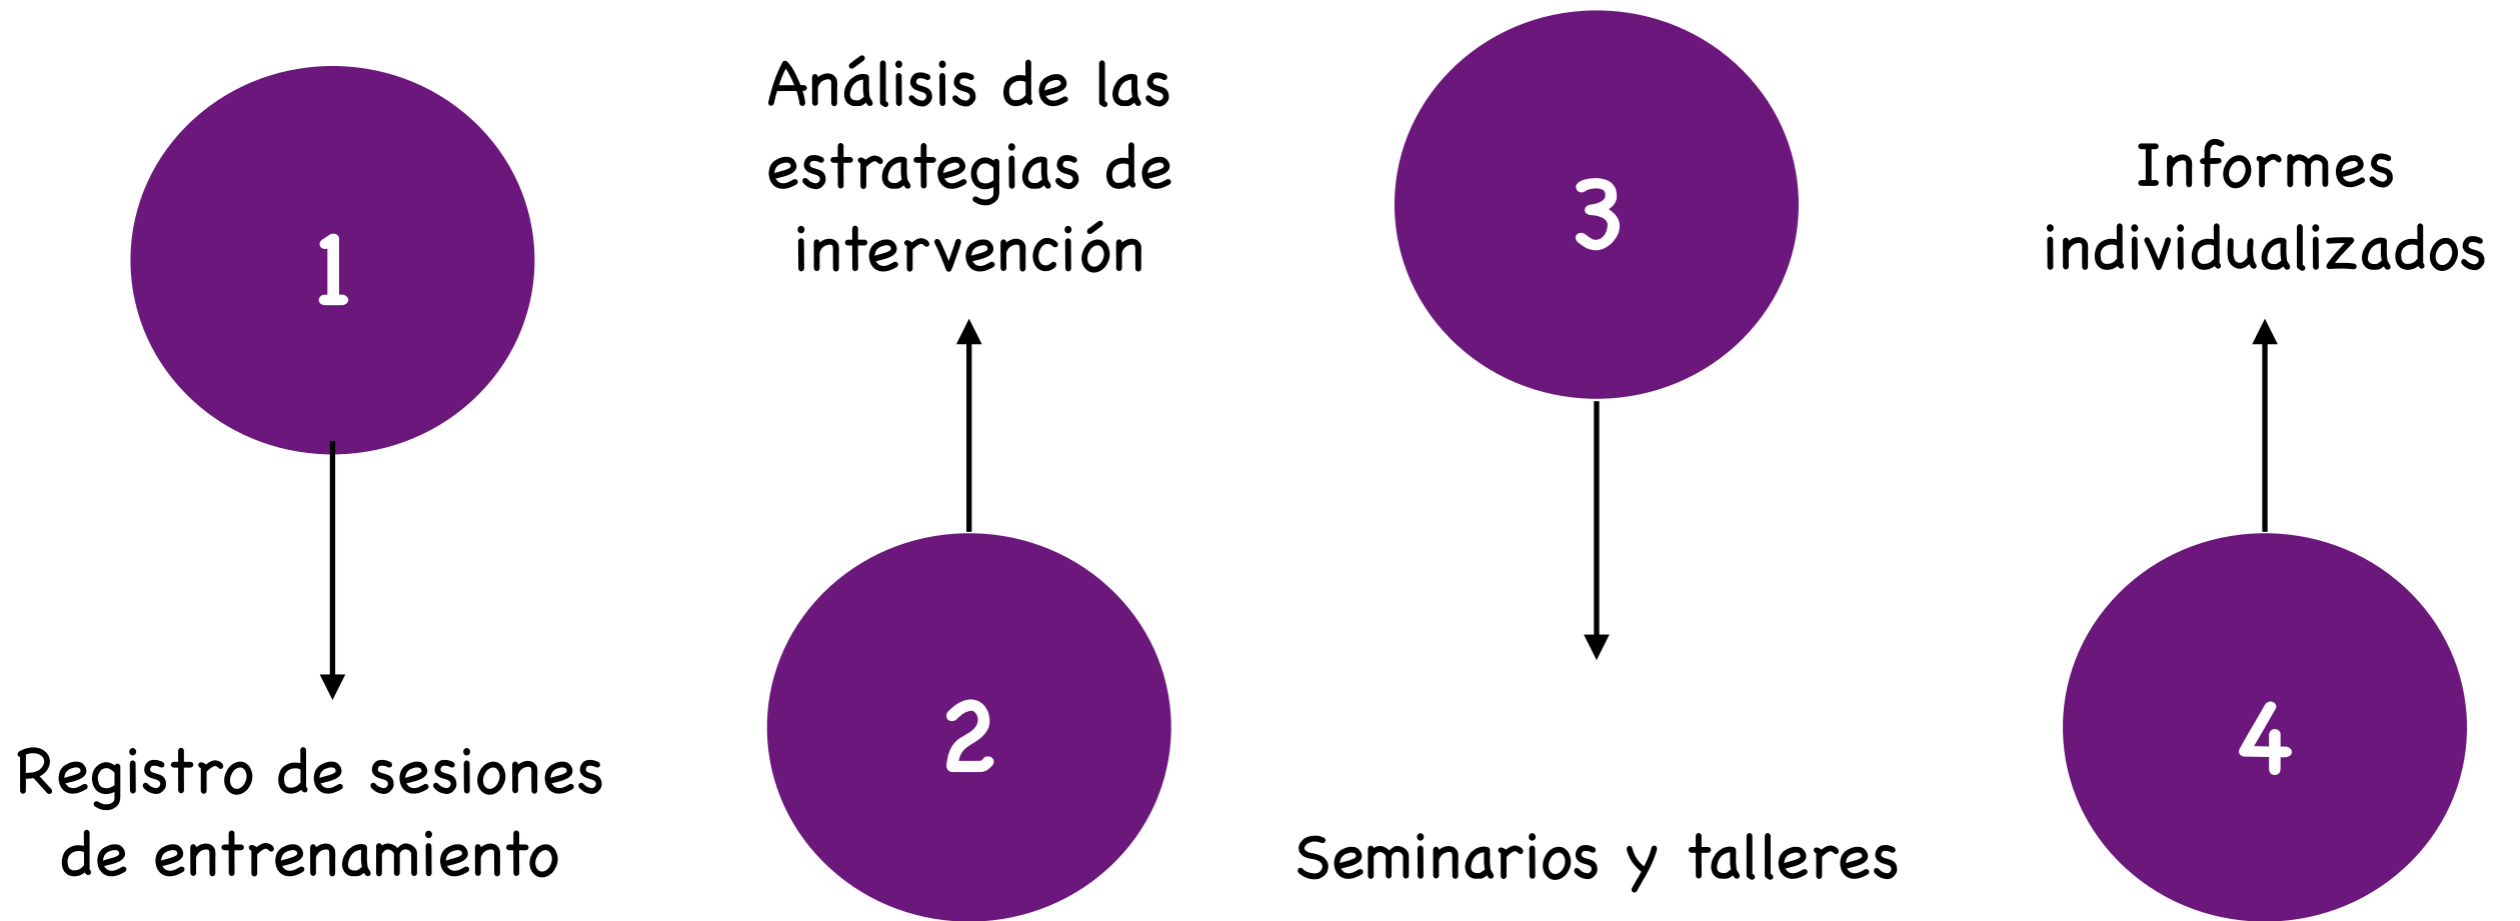 1
Registro de sesiones
de entrenamiento
Análisis de las
estrategias de
intervención
2
3
Seminarios y talleres
Informes
individualizados
4